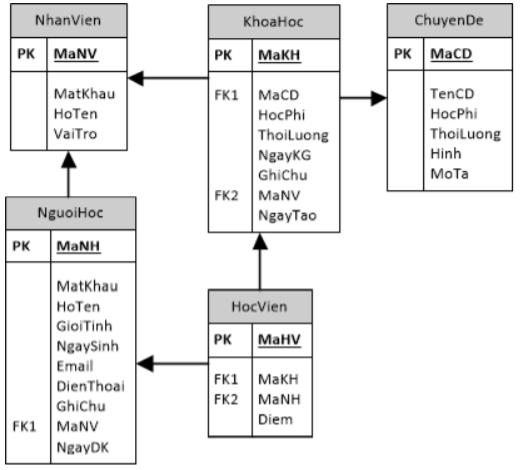 NhanVien
PK MaNV
MatKhau
HoTen
VaiTro
KhoaHoc
PK MaKH
FK1 MaCD
HocPhi
ThoiLuong
NgayKG
GhiChu
FK2 MaNV
NgayTao
ChuyenDe
PK MaCD
TenCD
HocPhi
ThoiLuong
Hinh
MoTa
NguoiHoc
PK MaNH
MatKhau
HoTen
GioiTinh
NgaySinh
Email
DienThoai
GhiChu
FK1 MaNV
NgayDK
HocVien
PK MaHV
FK1 MaKH
FK2 MaNH
Diem